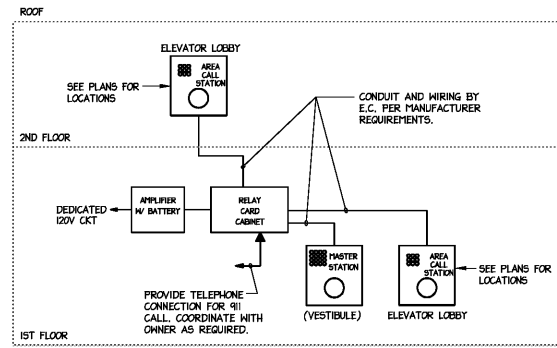 ROOF
ELEVATOR LOBBY
AREA
CALL
STATION
SEE PLANS FOR
LOCATIONS
CONDUIT AND WIRING BY
E.C. PER MANUFACTURER
REQUIREMENTS.
2ND FLOOR
DEDICATED
120V CKT
AMPLIFIER
W/ BATTERY
RELAY
CARD
CABINET
MASTER
STATION
(VESTIBULE)
AREA
CALL
STATION
ELEVATOR LOBBY
SEE PLANS FOR
LOCATIONS
PROVIDE TELEPHONE
CONNECTION FOR 911
CALL. COORDINATE WITH
OWNER AS REQUIRED.
1ST FLOOR